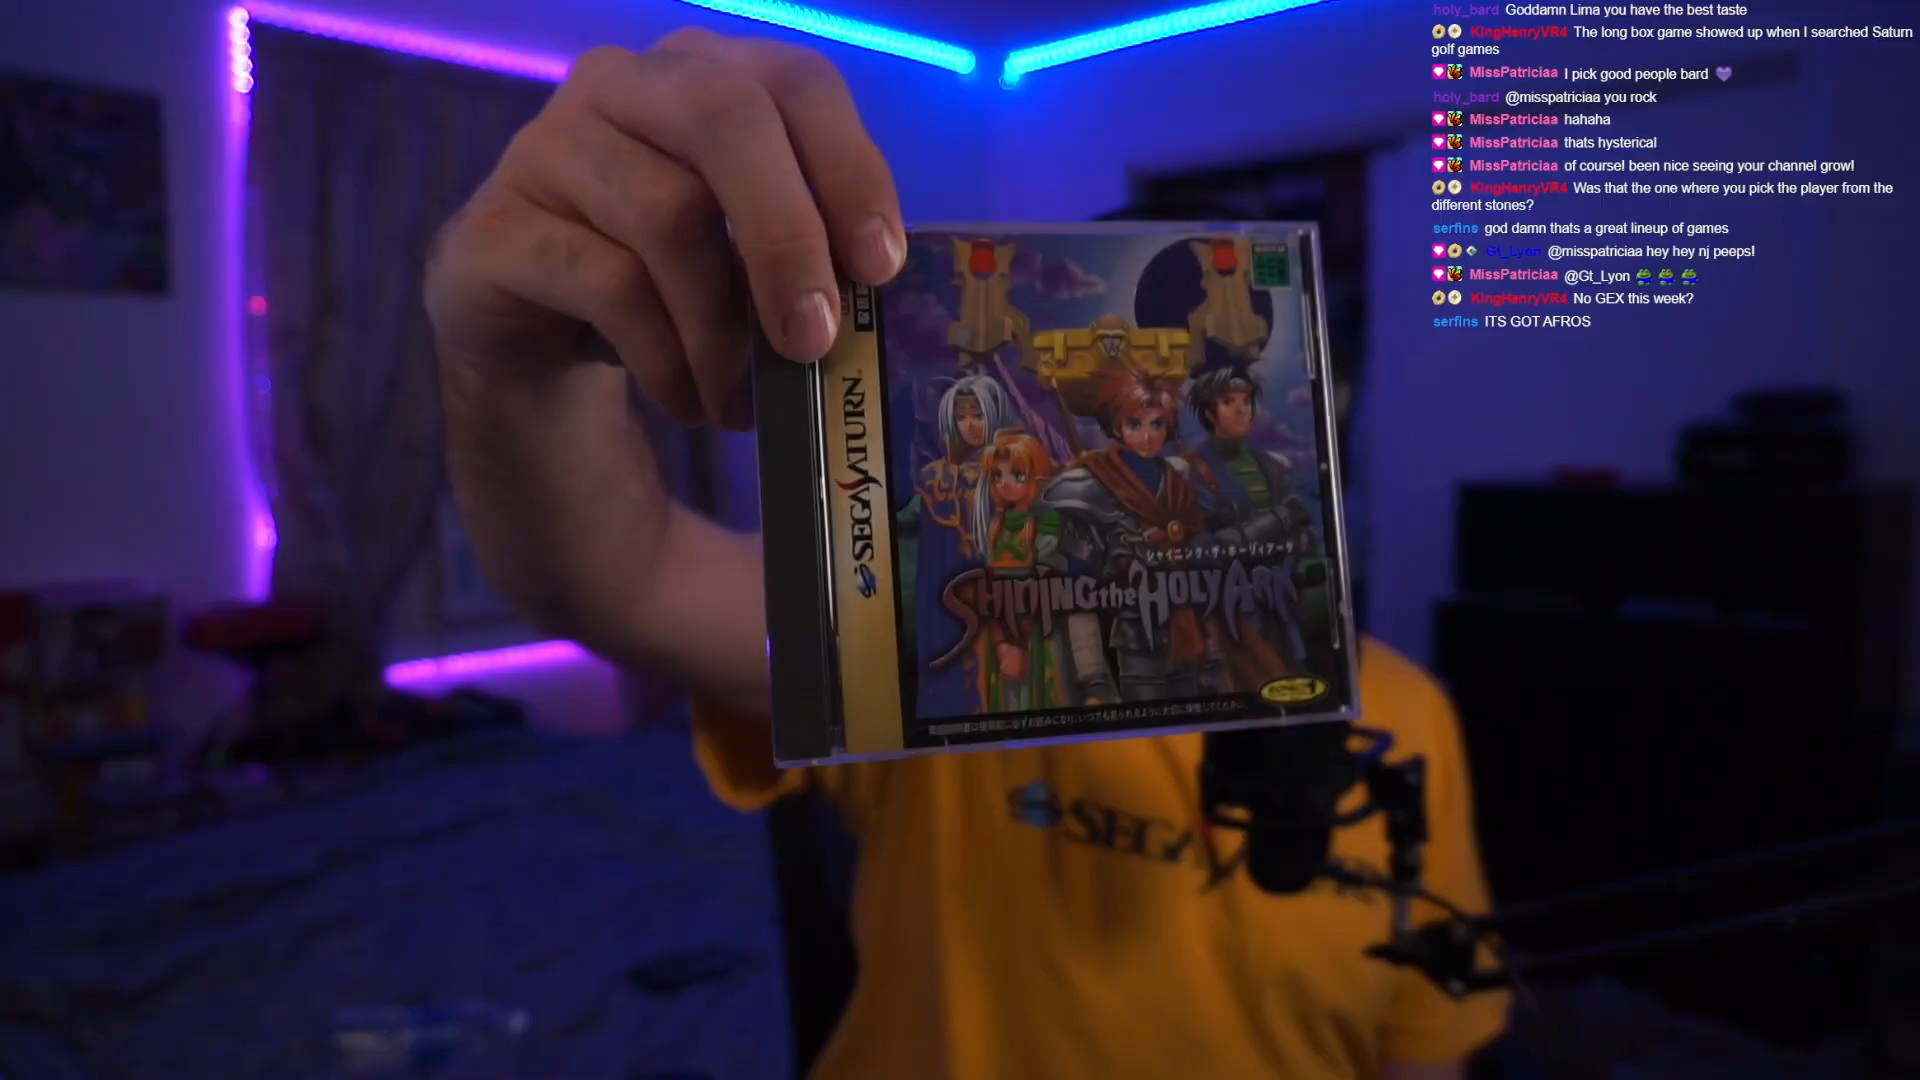 holy_bard Goddamn Lima you have the best taste
KingHenryVR4 The long box game showed up when I searched Saturn
golf games
MissPatriciaa I pick good people bard
holy_bard @misspatriciaa you rock
MissPatriciaa hahaha
MissPatriciaa thats hysterical
MissPatriciaa of course! been nice seeing your channel grow!
KingHenryVR4 Was that the one where you pick the player from the
different stones?
serfins god damn thats a great lineup of games
Gt_Lyon @misspatriciaa hey hey nj peeps!
MissPatriciaa @Gt_Lyon
KingHenryVR4 No GEX this week?
serfins ITS GOT AFROS
SEGA SATURN
シャイニング・ザ・ホーリィアーク
SHINING the HOLY ARK
SEGA